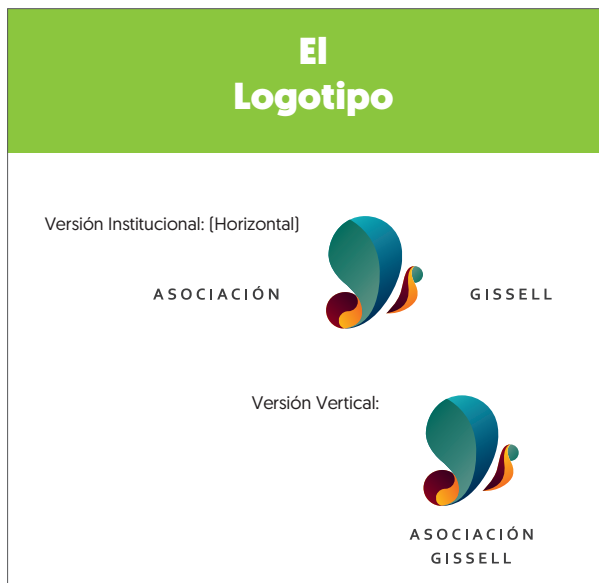 El
Logotipo
Versión Institucional: (Horizontal)
ASOCIACIÓN GISSELL
Versión Vertical:
ASOCIACIÓN
GISSELL